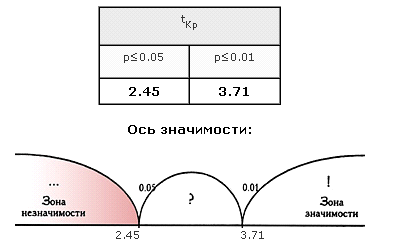 tКр
p≤0.05 p≤0.01
2.45 3.71
Ось значимости:
... ? !
0.05 0.01
Зона Зона
незначимости значимости
2.45 3.71